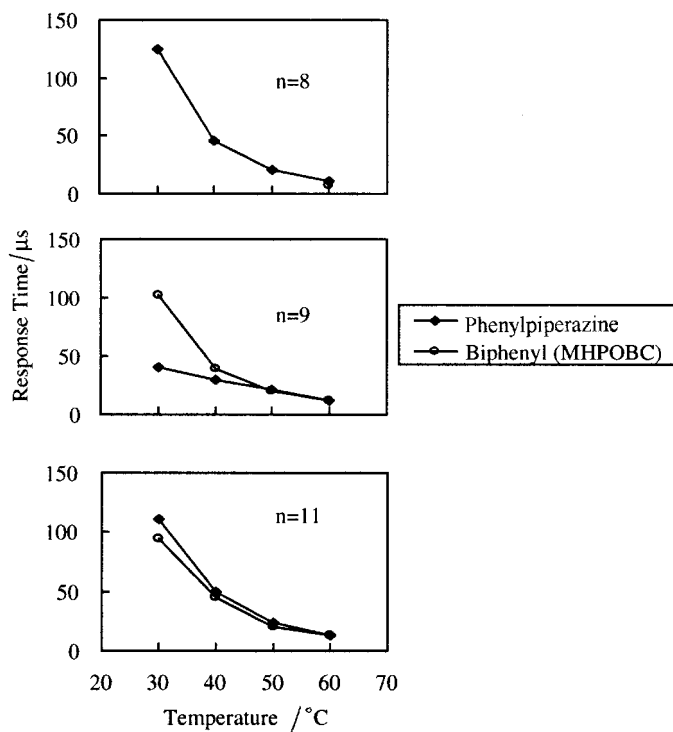 150
100
50
0
n=8
Response Time/μs
150
100
50
0
n=9
Phenylpiperazine
Biphenyl (MHPOBC)
150
100
50
0
n=11
20 30 40 50 60 70
Temperature /°C